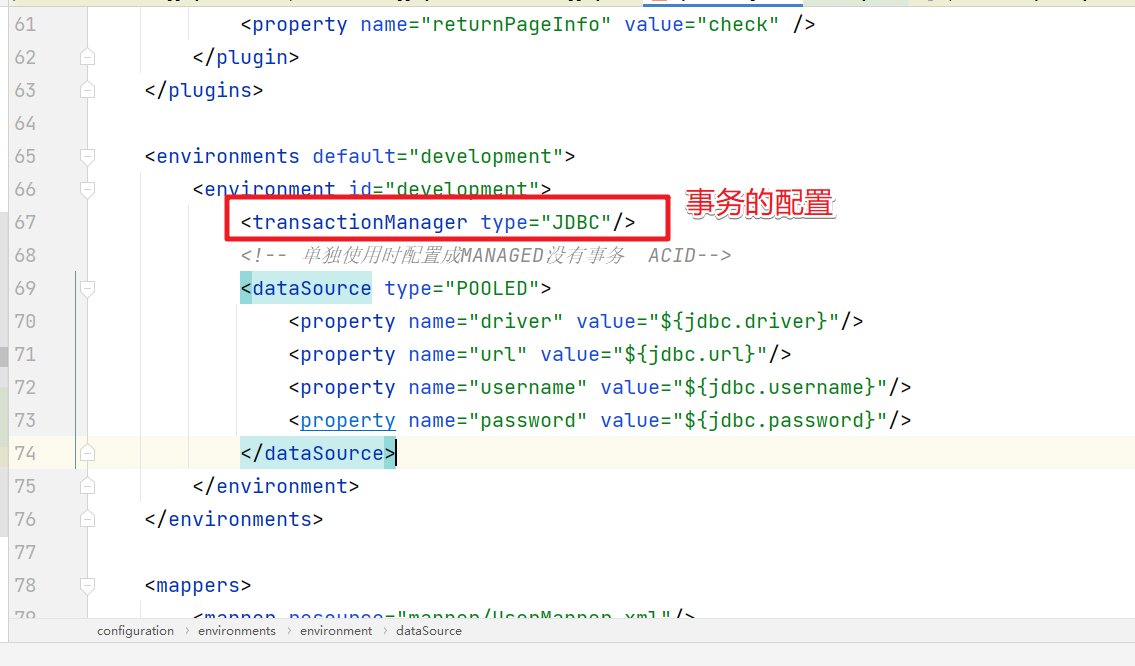 61 <property name="returnPageInfo" value="check" />
62 </plugin>
63 </plugins>
64
65 <environments default="development">
66 <environment id="development">
67 <transactionManager type="JDBC"/> 事务的配置
68 <!-- 单独使用时配置成MANAGED没有事务 ACID-->
69 <dataSource type="POOLED">
70 <property name="driver" value="${jdbc.driver}"/>
71 <property name="url" value="${jdbc.url}"/>
72 <property name="username" value="${jdbc.username}"/>
73 <property name="password" value="${jdbc.password}"/>
74 </dataSource>
75 </environment>
76 </environments>
77
78 <mappers>
79 <mapper resource="mapper/UserMapper.xml"/>
configuration › environments › environment › dataSource